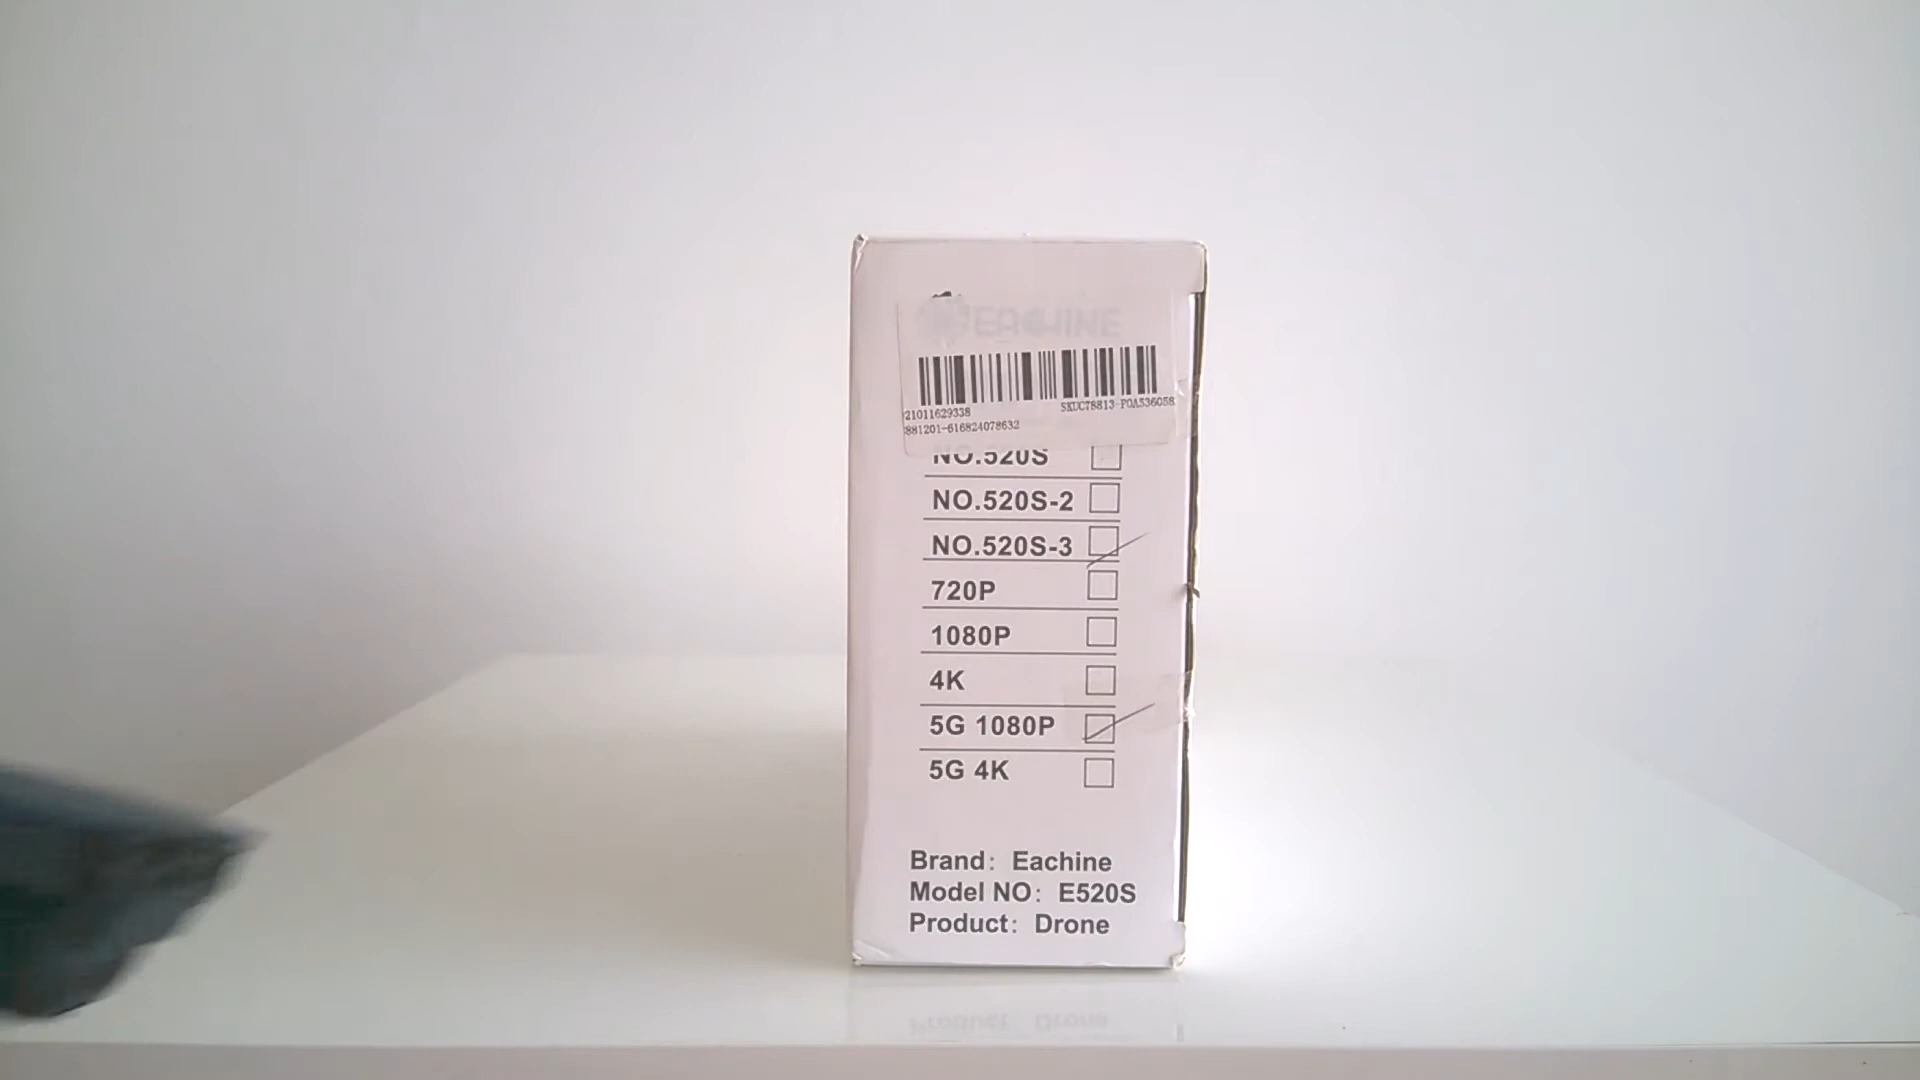 EACHINE
21011629338 SKUC78813-POA536058
881201-616824078632
NO.520S
NO.520S-2
NO.520S-3
720P
1080P
4K
5G 1080P
5G 4K
Brand: Eachine
Model NO: E520S
Product: Drone